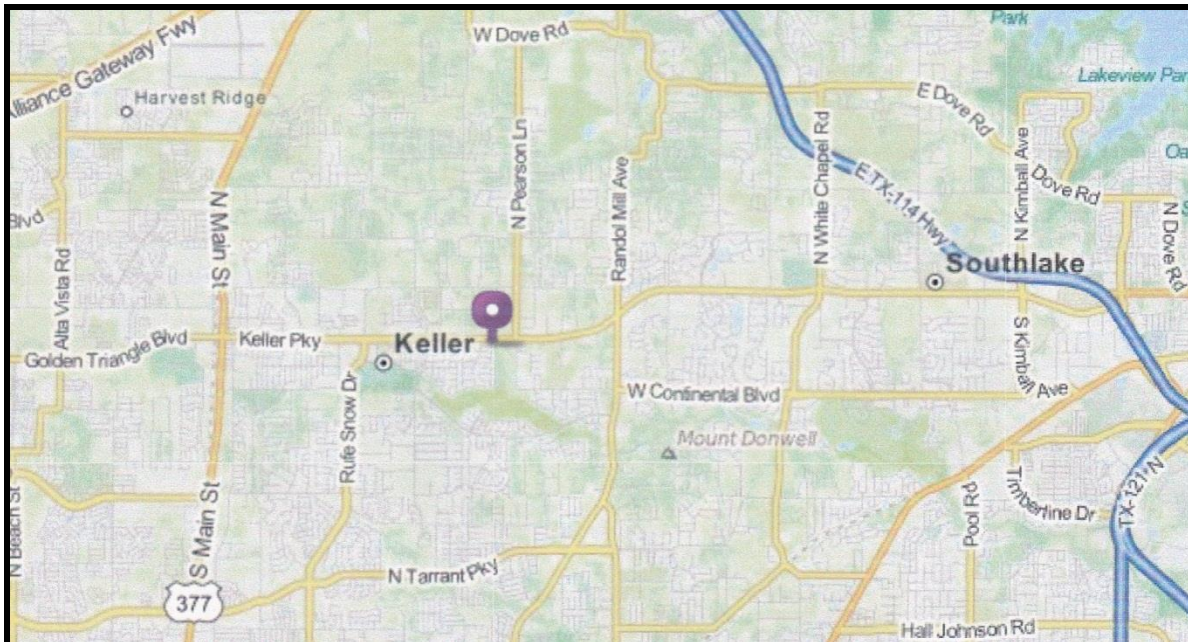 Park
W Dove Rd
Alliance Gateway Fwy
Lakeview Par
Harvest Ridge
E Dove Rd
N Pearson Ln
N White Chapel Rd
N Kimball Ave
Oa
Randol Mill Ave
E TX-114 Hwy
Dove Rd
N Main St
S
N Dove Rd
Blvd
Alta Vista Rd
Southlake
Golden Triangle Blvd
Keller Pky
Keller
S Kimball Ave
W Continental Blvd
Rufe Snow Dr
Mount Donwell
N Beach St
S Main St
Pool Rd
Timberline Dr
TX-121 N
N Tarrant Pky
377
Hall Johnson Rd